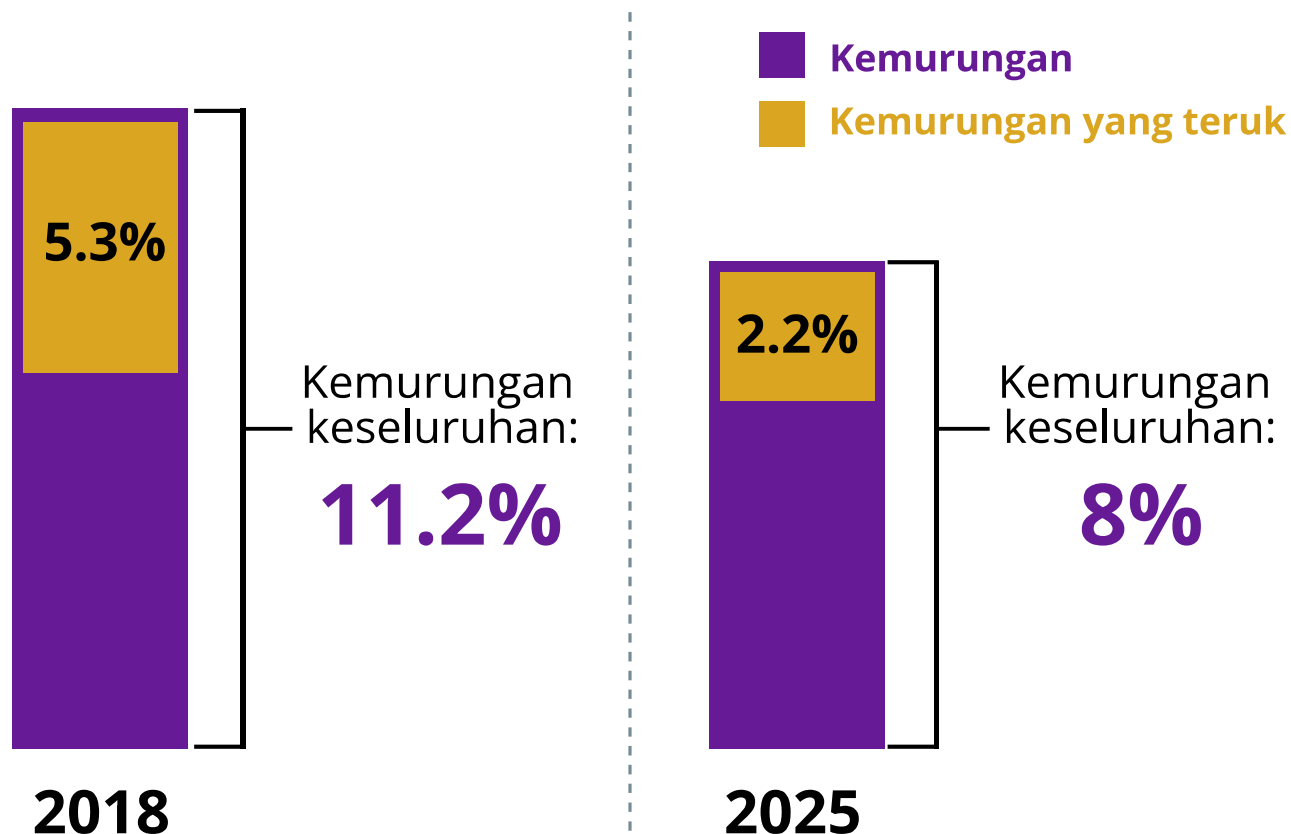 Kemurungan
Kemurungan yang teruk
5.3%
Kemurungan
keseluruhan:
11.2%
2018
2.2%
Kemurungan
keseluruhan:
8%
2025